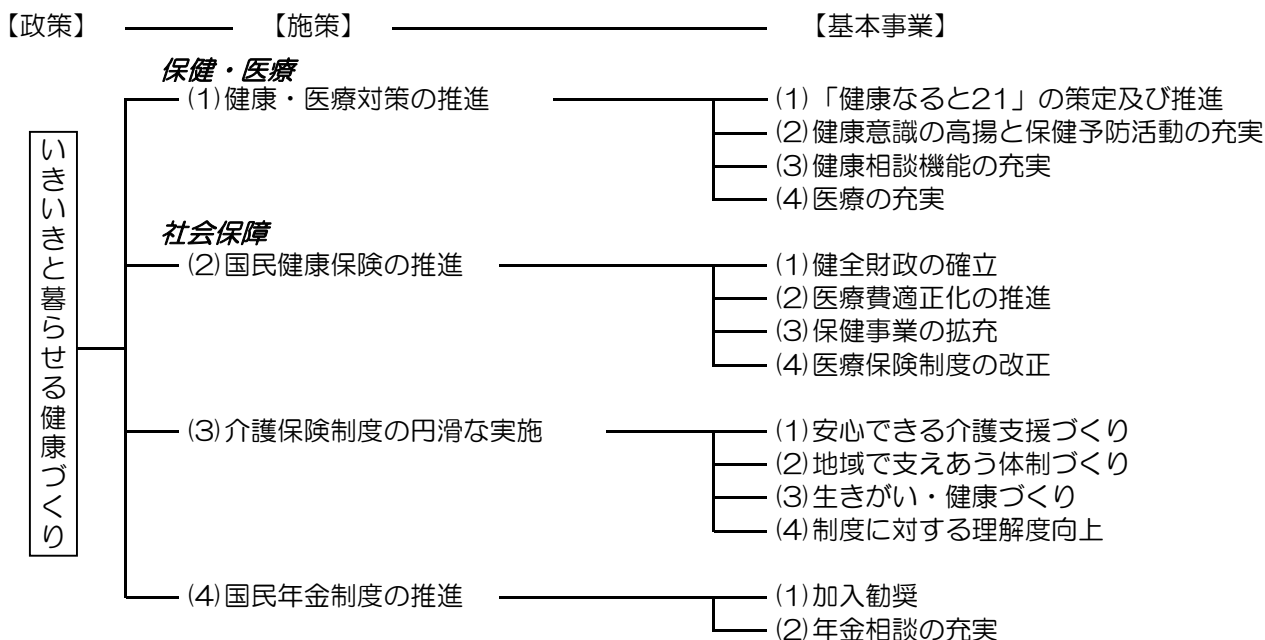 【政策】 【施策】 【基本事業】
いきいきと暮らせる健康づくり
保健・医療
(1)健康・医療対策の推進
(1)「健康なると21」の策定及び推進
(2)健康意識の高揚と保健予防活動の充実
(3)健康相談機能の充実
(4)医療の充実
社会保障
(2)国民健康保険の推進
(1)健全財政の確立
(2)医療費適正化の推進
(3)保健事業の拡充
(4)医療保険制度の改正
(3)介護保険制度の円滑な実施
(1)安心できる介護支援づくり
(2)地域で支えあう体制づくり
(3)生きがい・健康づくり
(4)制度に対する理解度向上
(4)国民年金制度の推進
(1)加入勧奨
(2)年金相談の充実